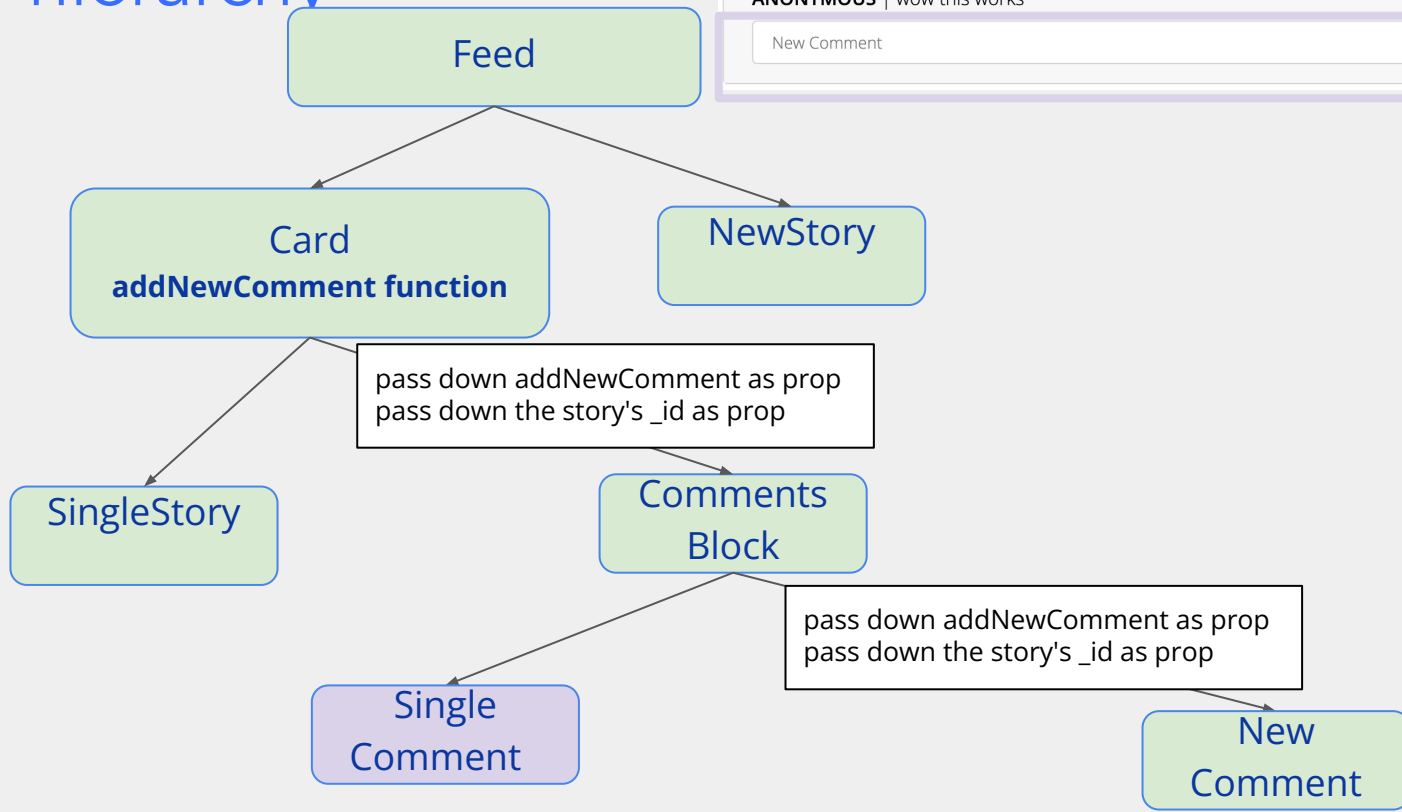 hierarchy
ANONYMOUS | wow this works
New Comment
Feed
Card
addNewComment function
NewStory
pass down addNewComment as prop
pass down the story's _id as prop
SingleStory
Comments
Block
pass down addNewComment as prop
pass down the story's _id as prop
Single
Comment
New
Comment